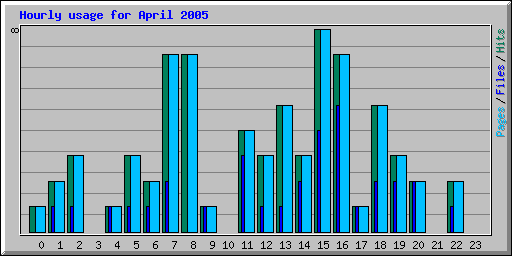 Hourly usage for April 2005
8
Pages/Files/Hits
0 1 2 3 4 5 6 7 8 9 10 11 12 13 14 15 16 17 18 19 20 21 22 23